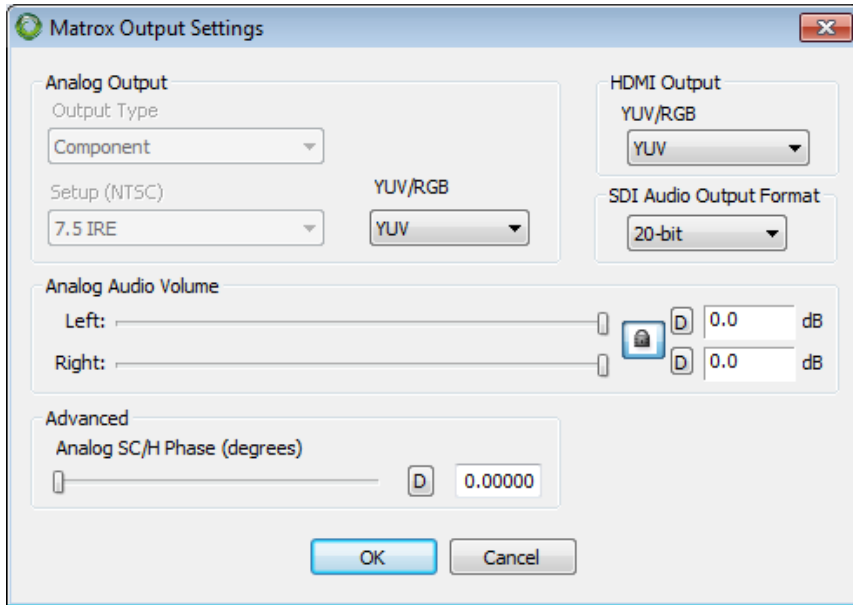 Matrox Output Settings
Analog Output
Output Type
Component
Setup (NTSC)
7.5 IRE
YUV/RGB
YUV
HDMI Output
YUV/RGB
YUV
SDI Audio Output Format
20-bit
Analog Audio Volume
Left: D 0.0 dB
Right: D 0.0 dB
Advanced
Analog SC/H Phase (degrees)
D 0.00000
OK Cancel